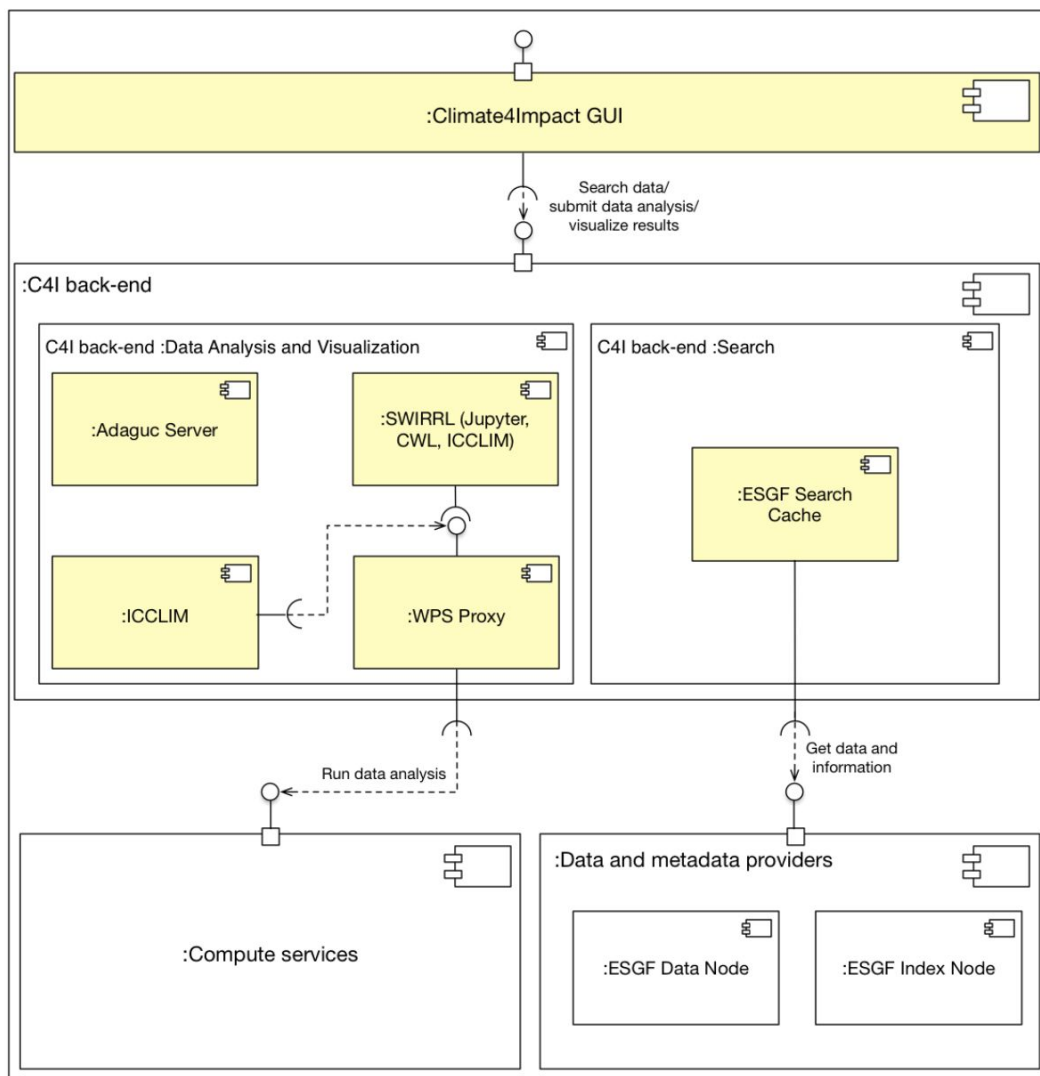 :Climate4Impact GUI
Search data/
submit data analysis/
visualize results
:C4I back-end
C4I back-end :Data Analysis and Visualization
C4I back-end :Search
:Adaguc Server
:SWIRRL (Jupyter,
CWL, ICCLIM)
:ESGF Search
Cache
:ICCLIM
:WPS Proxy
Run data analysis
Get data and
information
:Compute services
:Data and metadata providers
:ESGF Data Node
:ESGF Index Node